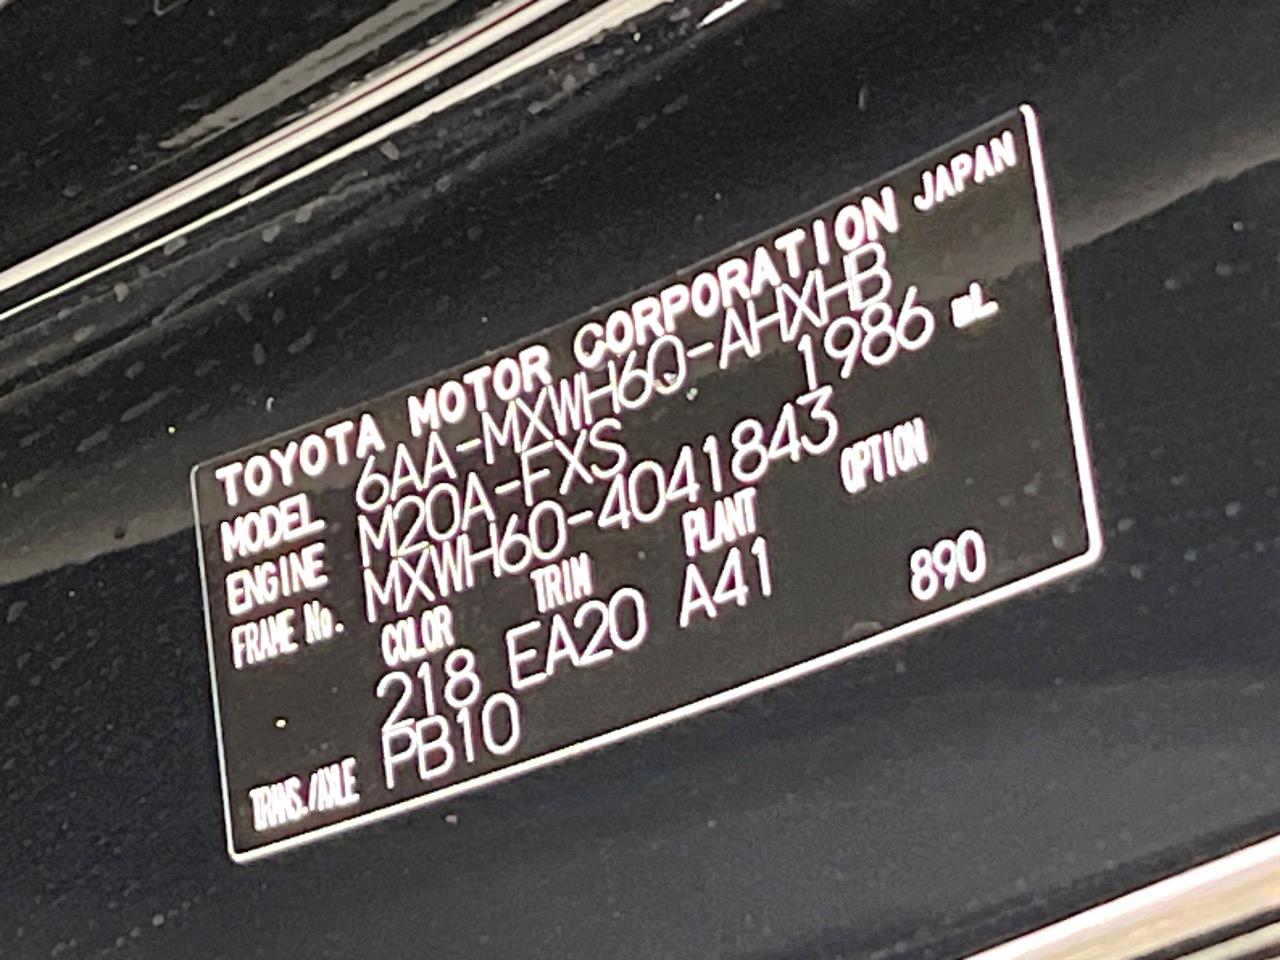 TOYOTA MOTOR CORPORATION JAPAN
MODEL 6AA-MXWH60-AHXHB
ENGINE M20A-FXS 1986 mL
FRAME No. MXWH60-4041843
COLOR TRIM PLANT OPTION
218 EA20 A41 890
TRANS./AXLE PB10